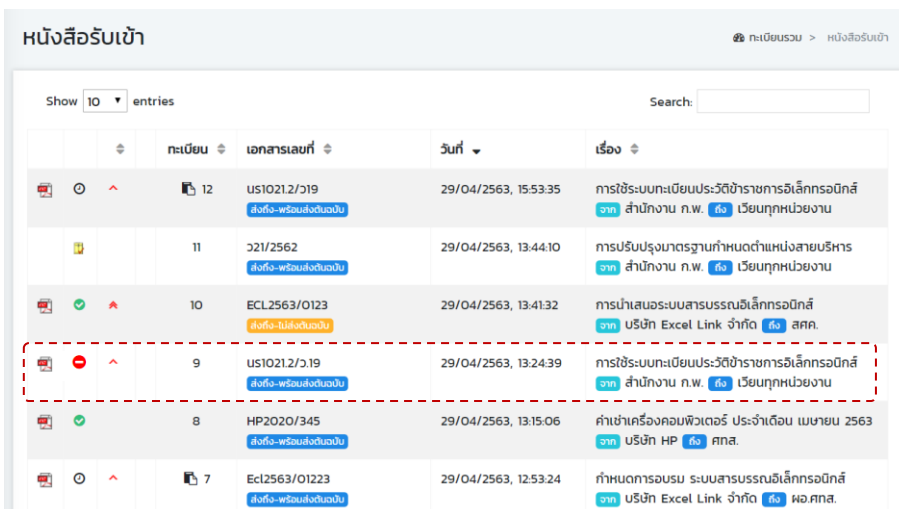 หนังสือรับเข้า
ทะเบียนรวม > หนังสือรับเข้า
Show 10 entries Search:
ทะเบียน เอกสารเลขที่ วันที่ เรื่อง
12 นร1021.2/ว19 29/04/2563, 15:53:35 การใช้ระบบทะเบียนประวัติข้าราชการอิเล็กทรอนิกส์
ส่งถึง-พร้อมส่งต้นฉบับ จาก สำนักงาน ก.พ. ถึง เวียนทุกหน่วยงาน
11 ว21/2562 29/04/2563, 13:44:10 การปรับปรุงมาตรฐานกำหนดตำแหน่งสายบริหาร
ส่งถึง-พร้อมส่งต้นฉบับ จาก สำนักงาน ก.พ. ถึง เวียนทุกหน่วยงาน
10 ECL2563/0123 29/04/2563, 13:41:32 การนำเสนอระบบสารบรรณอิเล็กทรอนิกส์
ส่งถึง-ไม่ส่งต้นฉบับ จาก บริษัท Excel Link จำกัด ถึง สศค.
9 นร1021.2/ว.19 29/04/2563, 13:24:39 การใช้ระบบทะเบียนประวัติข้าราชการอิเล็กทรอนิกส์
ส่งถึง-พร้อมส่งต้นฉบับ จาก สำนักงาน ก.พ. ถึง เวียนทุกหน่วยงาน
8 HP2020/345 29/04/2563, 13:15:06 ค่าเช่าเครื่องคอมพิวเตอร์ ประจำเดือน เมษายน 2563
ส่งถึง-พร้อมส่งต้นฉบับ จาก บริษัท HP ถึง ศทส.
7 Ecl2563/01223 29/04/2563, 12:53:24 กำหนดการอบรม ระบบสารบรรณอิเล็กทรอนิกส์
ส่งถึง-พร้อมส่งต้นฉบับ จาก บริษัท Excel Link จำกัด ถึง ผอ.ศทส.